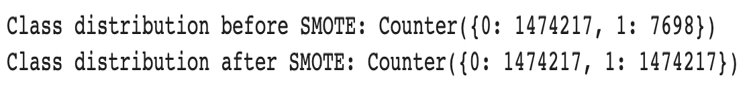 Class distribution before SMOTE: Counter({0: 1474217, 1: 7698})
Class distribution after SMOTE: Counter({0: 1474217, 1: 1474217})